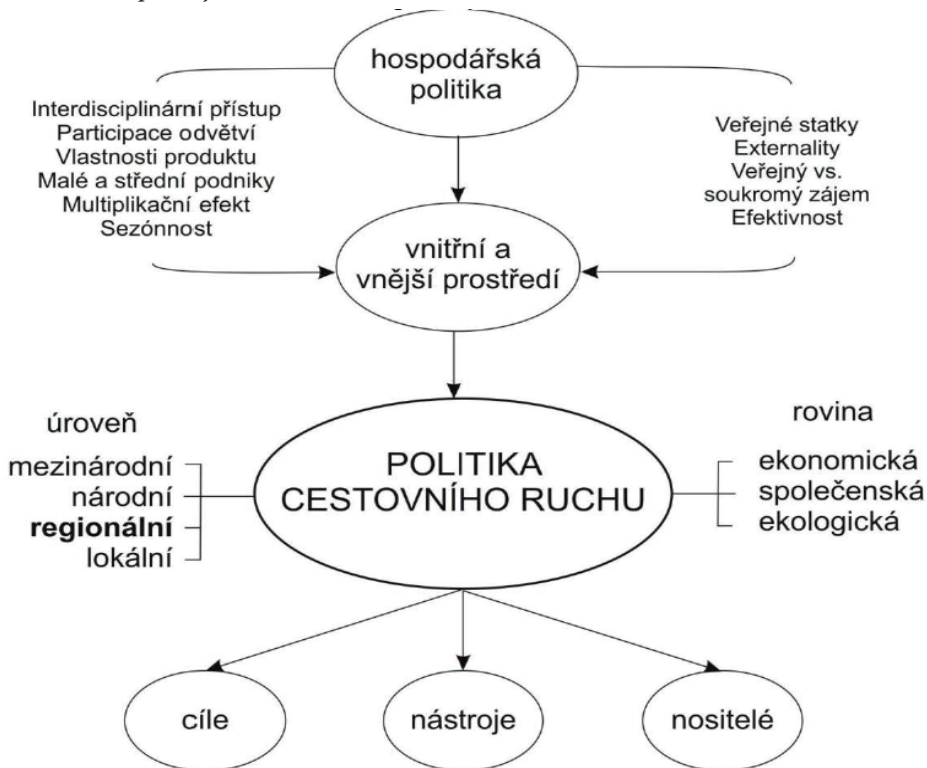 hospodářská
politika
Interdisciplinární přístup
Participace odvětví
Vlastnosti produktu
Malé a střední podniky
Multiplikační efekt
Sezónnost
Veřejné statky
Externality
Veřejný vs.
soukromý zájem
Efektivnost
vnitřní a
vnější prostředí
úroveň
mezinárodní
národní
regionální
lokální
POLITIKA
CESTOVNÍHO RUCHU
rovina
ekonomická
společenská
ekologická
cíle
nástroje
nositelé